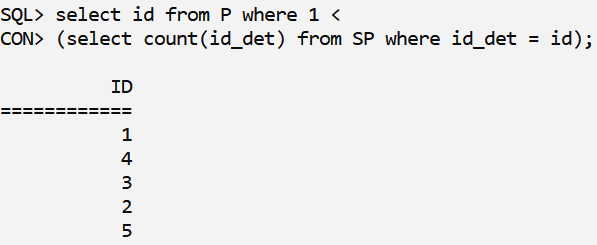 SQL> select id from P where 1 <
CON> (select count(id_det) from SP where id_det = id);
ID
============
1
4
3
2
5